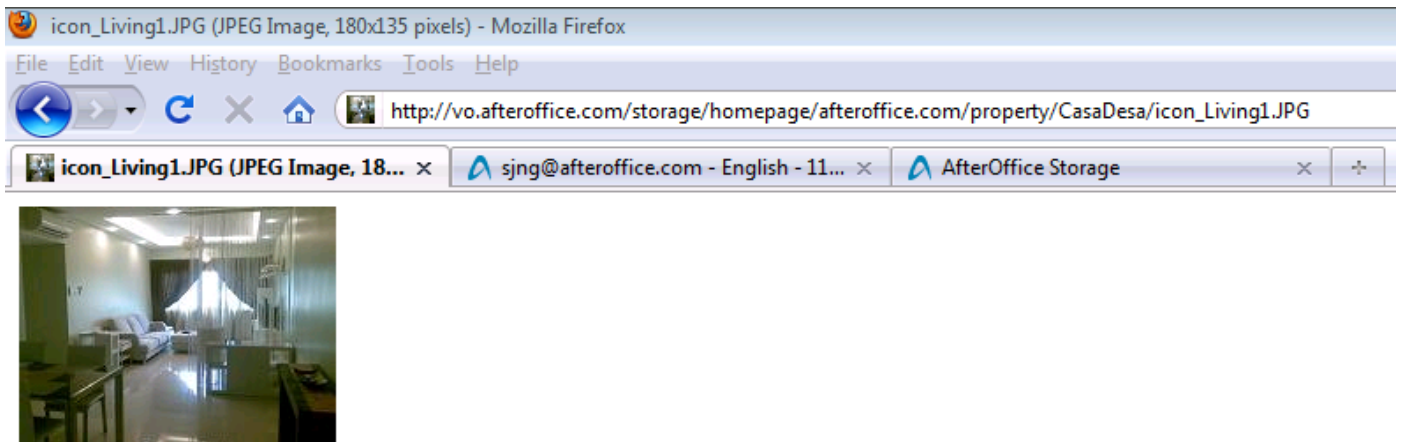 icon_Living1.JPG (JPEG Image, 180x135 pixels) - Mozilla Firefox
File Edit View History Bookmarks Tools Help
http://vo.afteroffice.com/storage/homepage/afteroffice.com/property/CasaDesa/icon_Living1.JPG
icon_Living1.JPG (JPEG Image, 18... sjng@afteroffice.com - English - 11... AfterOffice Storage